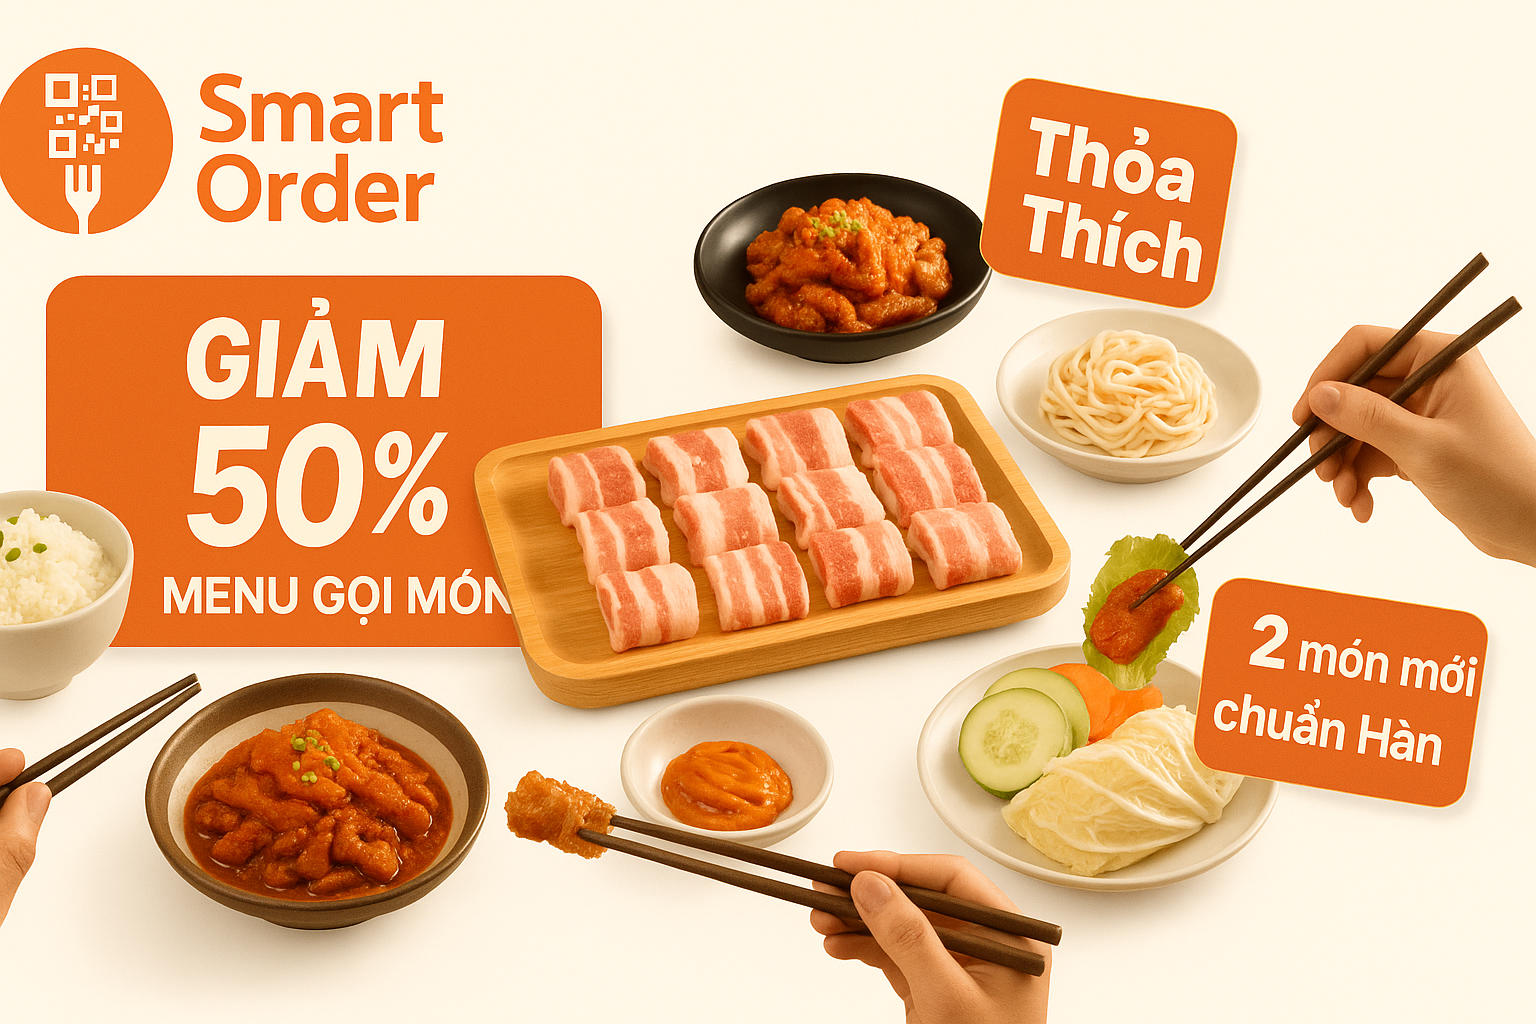 Smart
Order
GIẢM
50%
MENU GỌI MÓN
Thỏa
Thích
2 món mới
chuẩn Hàn